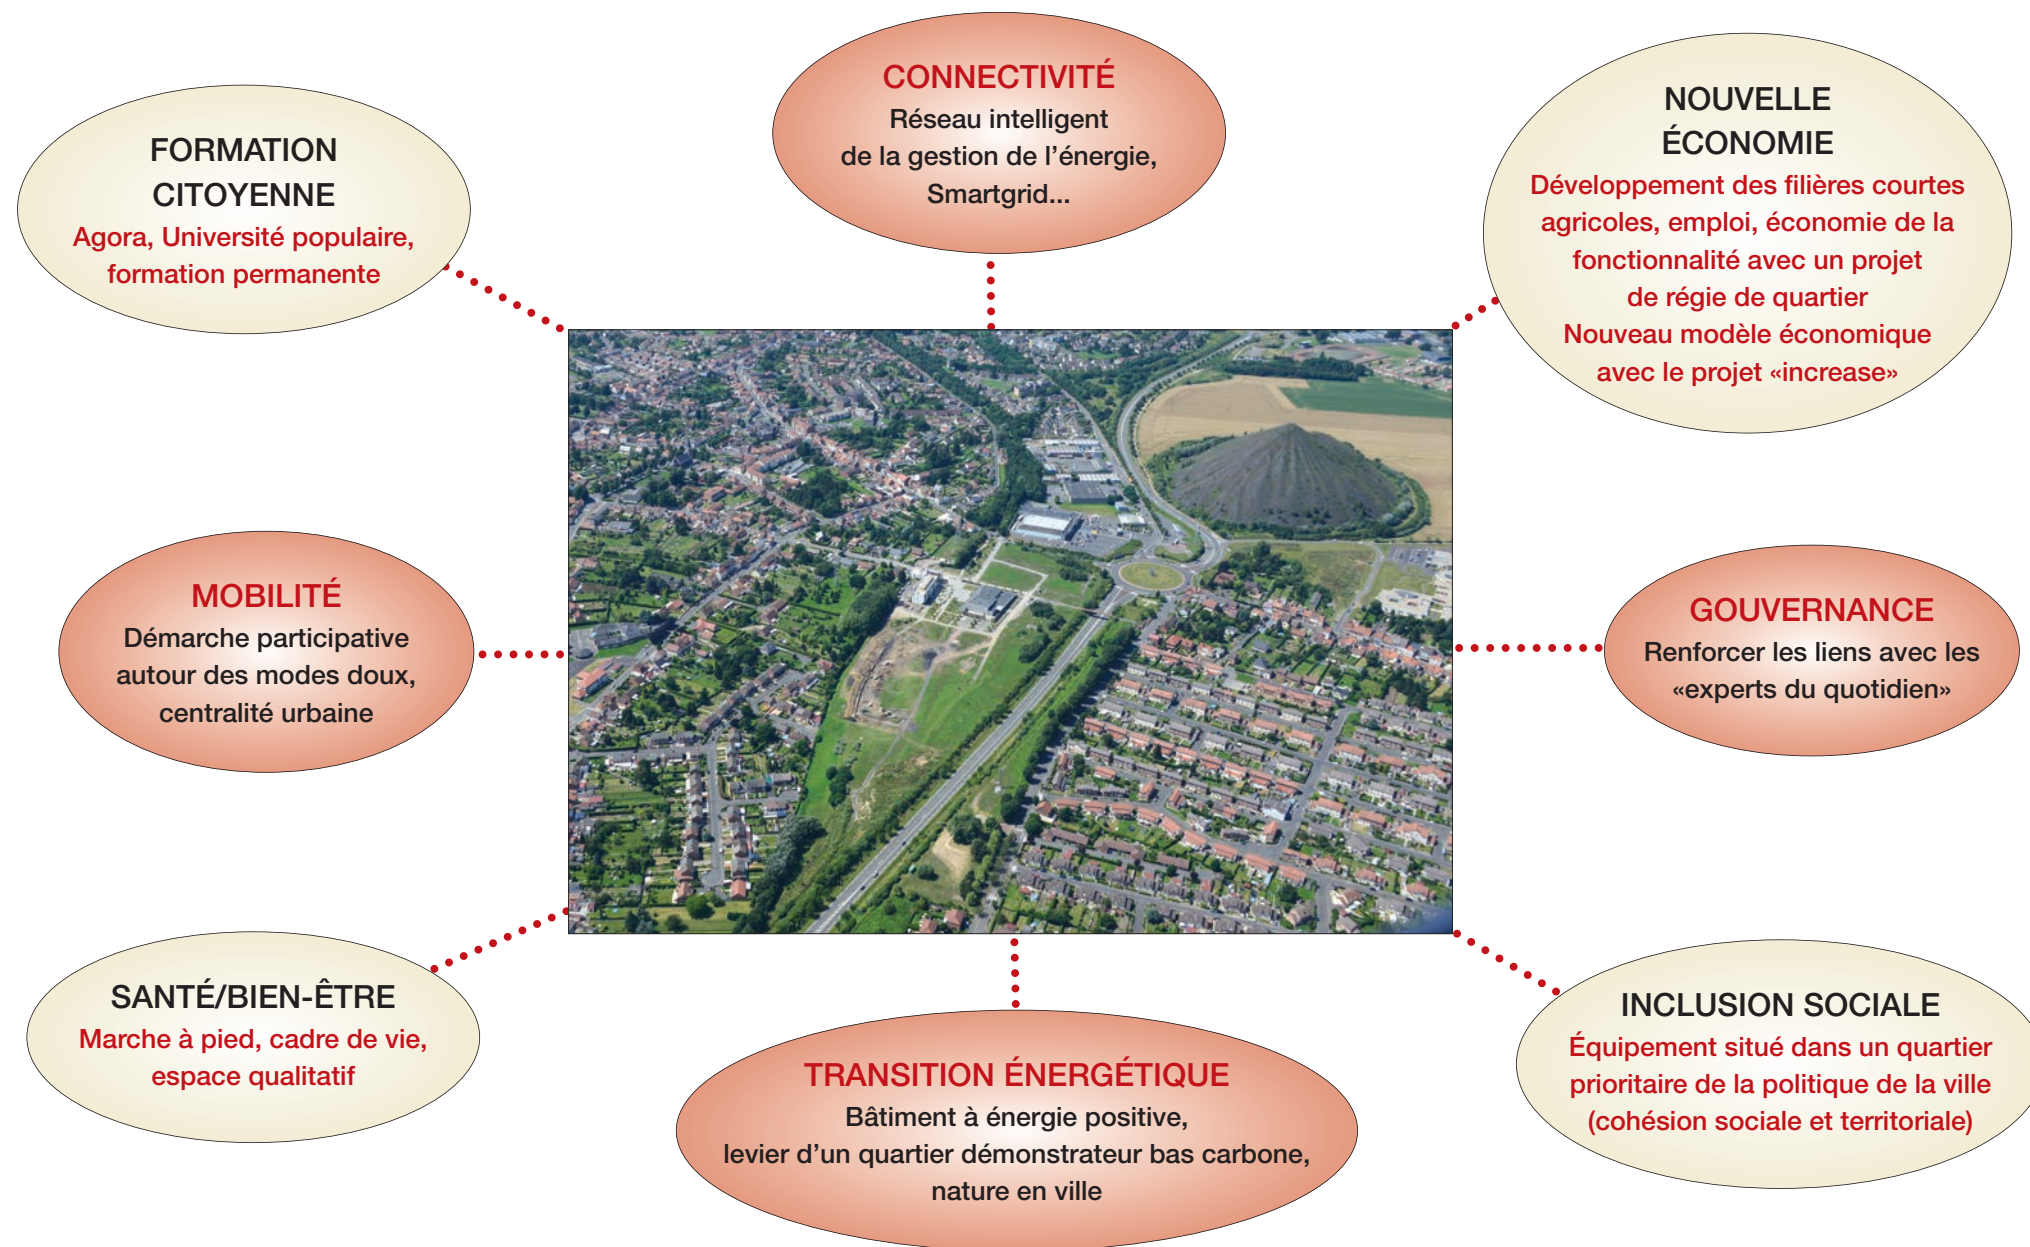 CONNECTIVITÉ
Réseau intelligent
de la gestion de l'énergie,
Smartgrid...
FORMATION
CITOYENNE
Agora, Université populaire,
formation permanente
NOUVELLE
ÉCONOMIE
Développement des filières courtes
agricoles, emploi, économie de la
fonctionnalité avec un projet
de régie de quartier
Nouveau modèle économique
avec le projet «increase»
MOBILITÉ
Démarche participative
autour des modes doux,
centralité urbaine
GOUVERNANCE
Renforcer les liens avec les
«experts du quotidien»
SANTÉ/BIEN-ÊTRE
Marche à pied, cadre de vie,
espace qualitatif
TRANSITION ÉNERGÉTIQUE
Bâtiment à énergie positive,
levier d'un quartier démonstrateur bas carbone,
nature en ville
INCLUSION SOCIALE
Équipement situé dans un quartier
prioritaire de la politique de la ville
(cohésion sociale et territoriale)